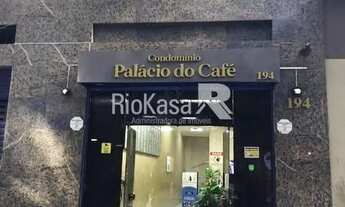 Condomínio
Palácio do Café 194
RioKasa
Administradora de Imóveis
194